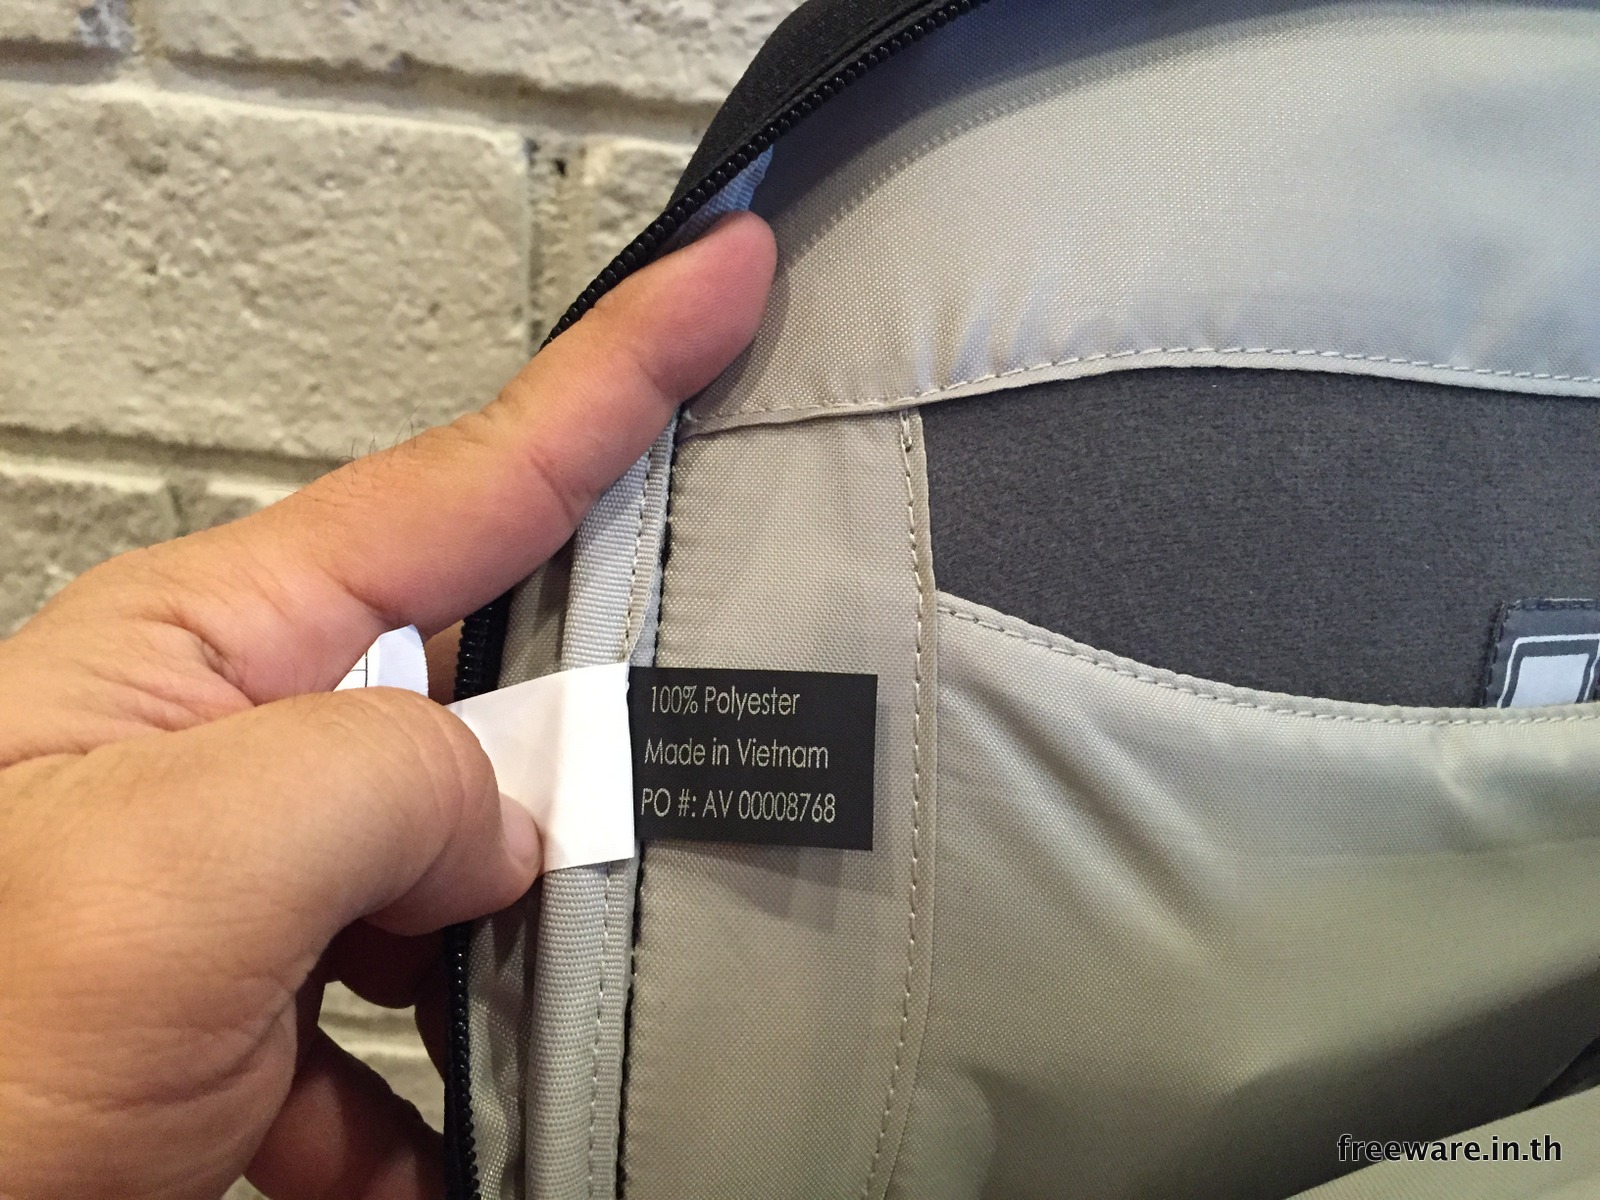 100% Polyester
Made in Vietnam
PO #: AV 00008768
freeware.in.th